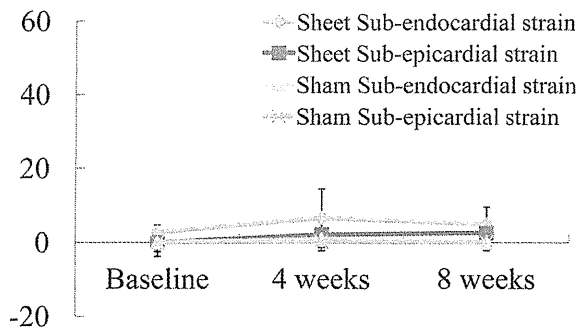 60
40
20
0
-20
Sheet Sub-endocardial strain
Sheet Sub-epicardial strain
Sham Sub-endocardial strain
Sham Sub-epicardial strain
Baseline 4 weeks 8 weeks